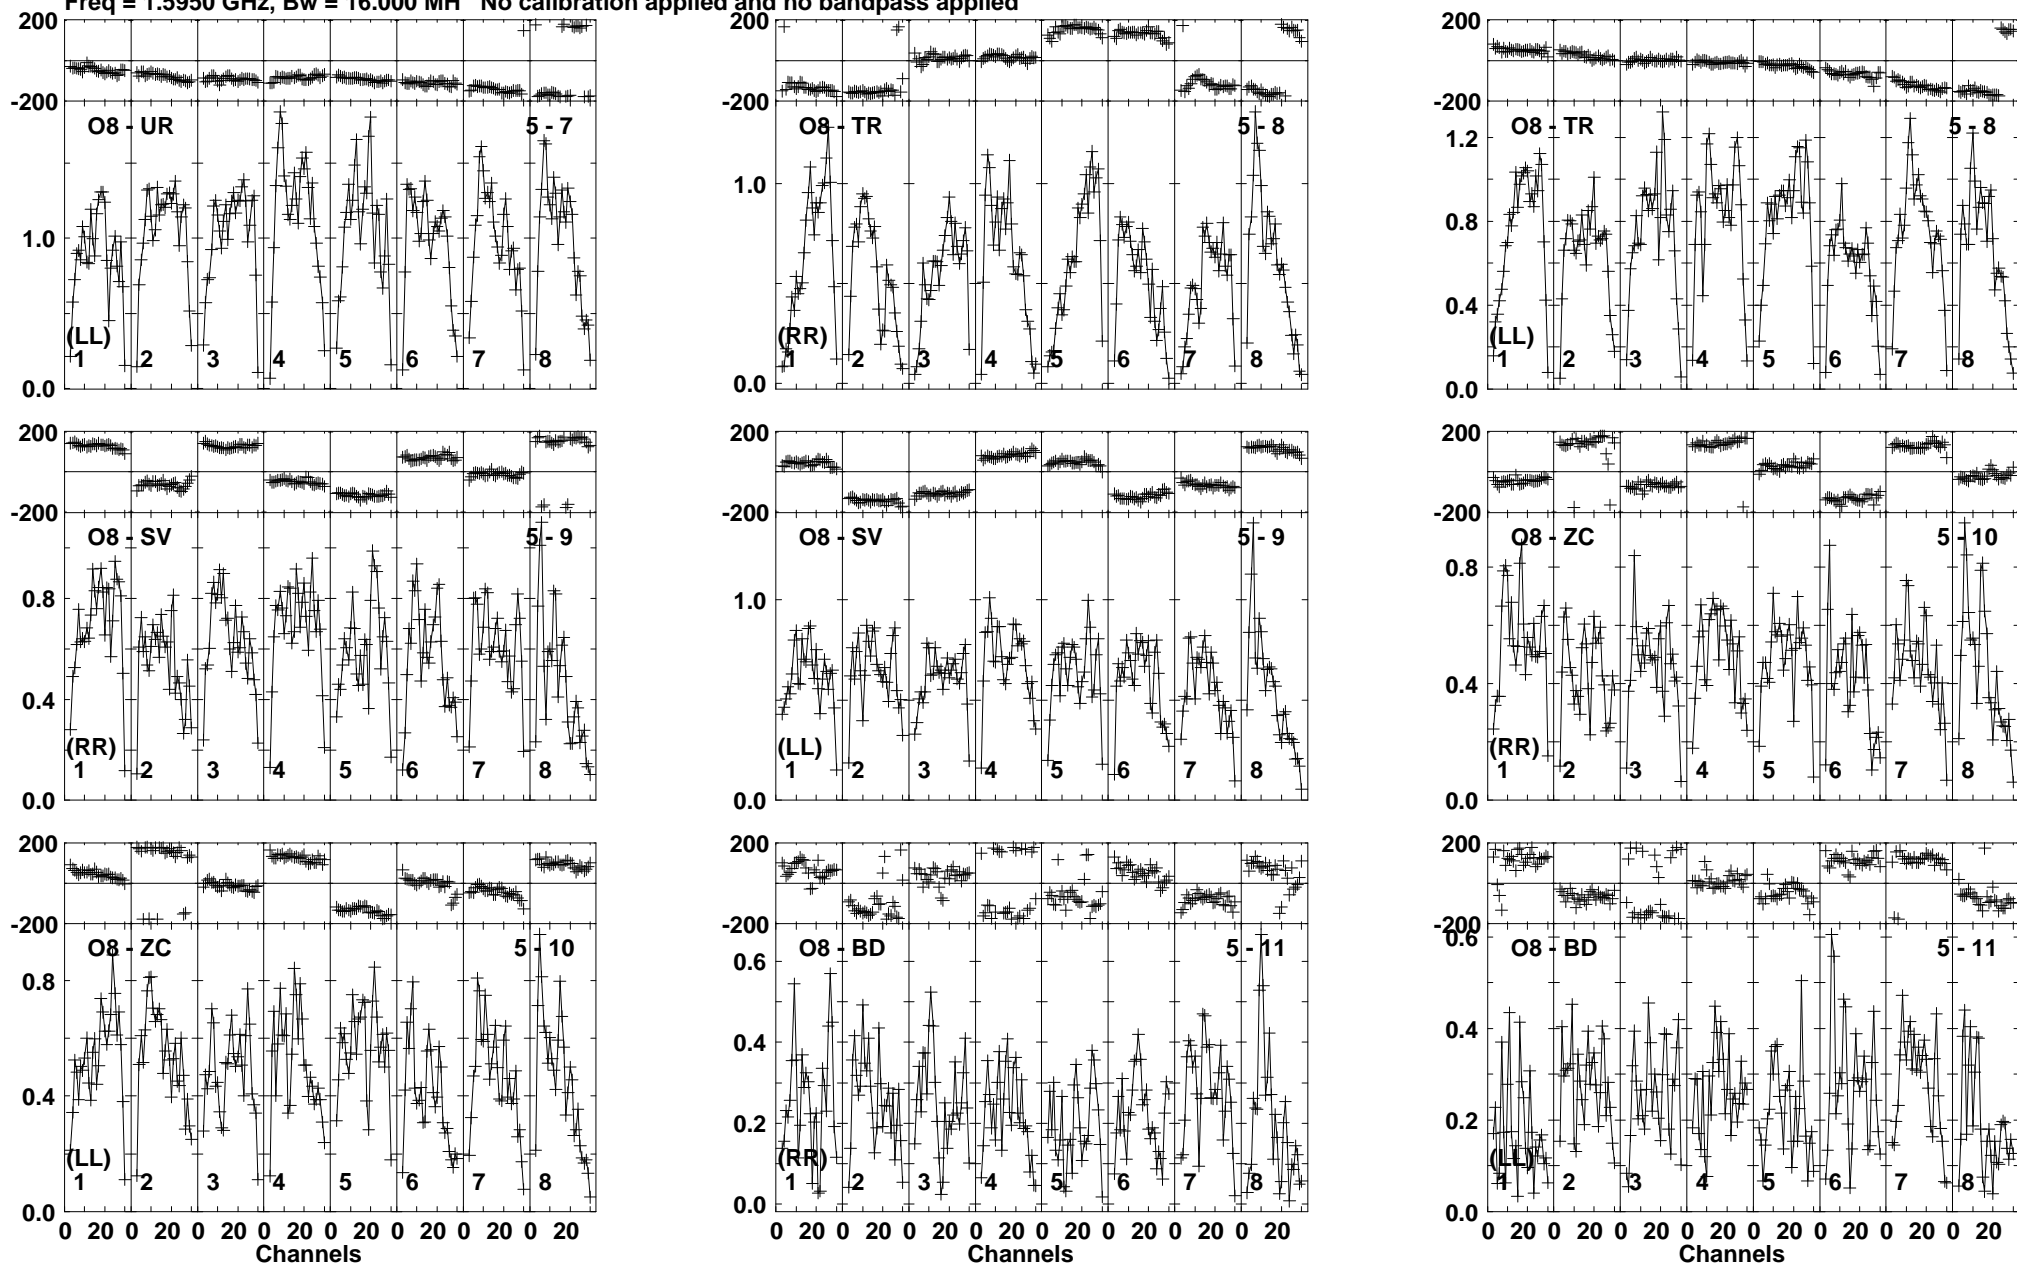 Freq = 1.5950 GHz, Bw = 16.000 MH No calibration applied and no bandpass applied
200
-200
O8 - UR 5 - 7
1.0
0.0
(LL)
1 2 3 4 5 6 7 8
200
-200
O8 - TR 5 - 8
1.0
0.0
(RR)
1 2 3 4 5 6 7 8
200
-200
O8 - TR 5 - 8
1.2
0.8
0.4
0.0
(LL)
1 2 3 4 5 6 7 8
200
-200
O8 - SV 5 - 9
0.8
0.4
0.0
(RR)
1 2 3 4 5 6 7 8
200
-200
O8 - SV 5 - 9
1.0
0.0
(LL)
1 2 3 4 5 6 7 8
200
-200
O8 - ZC 5 - 10
0.8
0.4
0.0
(RR)
1 2 3 4 5 6 7 8
200
-200
O8 - ZC 5 - 10
0.8
0.4
0.0
(LL)
1 2 3 4 5 6 7 8
0 20 0 20 0 20 0 20 0 20 0 20 0 20 0 20
Channels
200
-200
O8 - BD 5 - 11
0.6
0.4
0.2
0.0
(RR)
1 2 3 4 5 6 7 8
0 20 0 20 0 20 0 20 0 20 0 20 0 20 0 20
Channels
200
-200
O8 - BD 5 - 11
0.6
0.4
0.2
0.0
(LL)
1 2 3 4 5 6 7 8
0 20 0 20 0 20 0 20 0 20 0 20 0 20 0 20
Channels